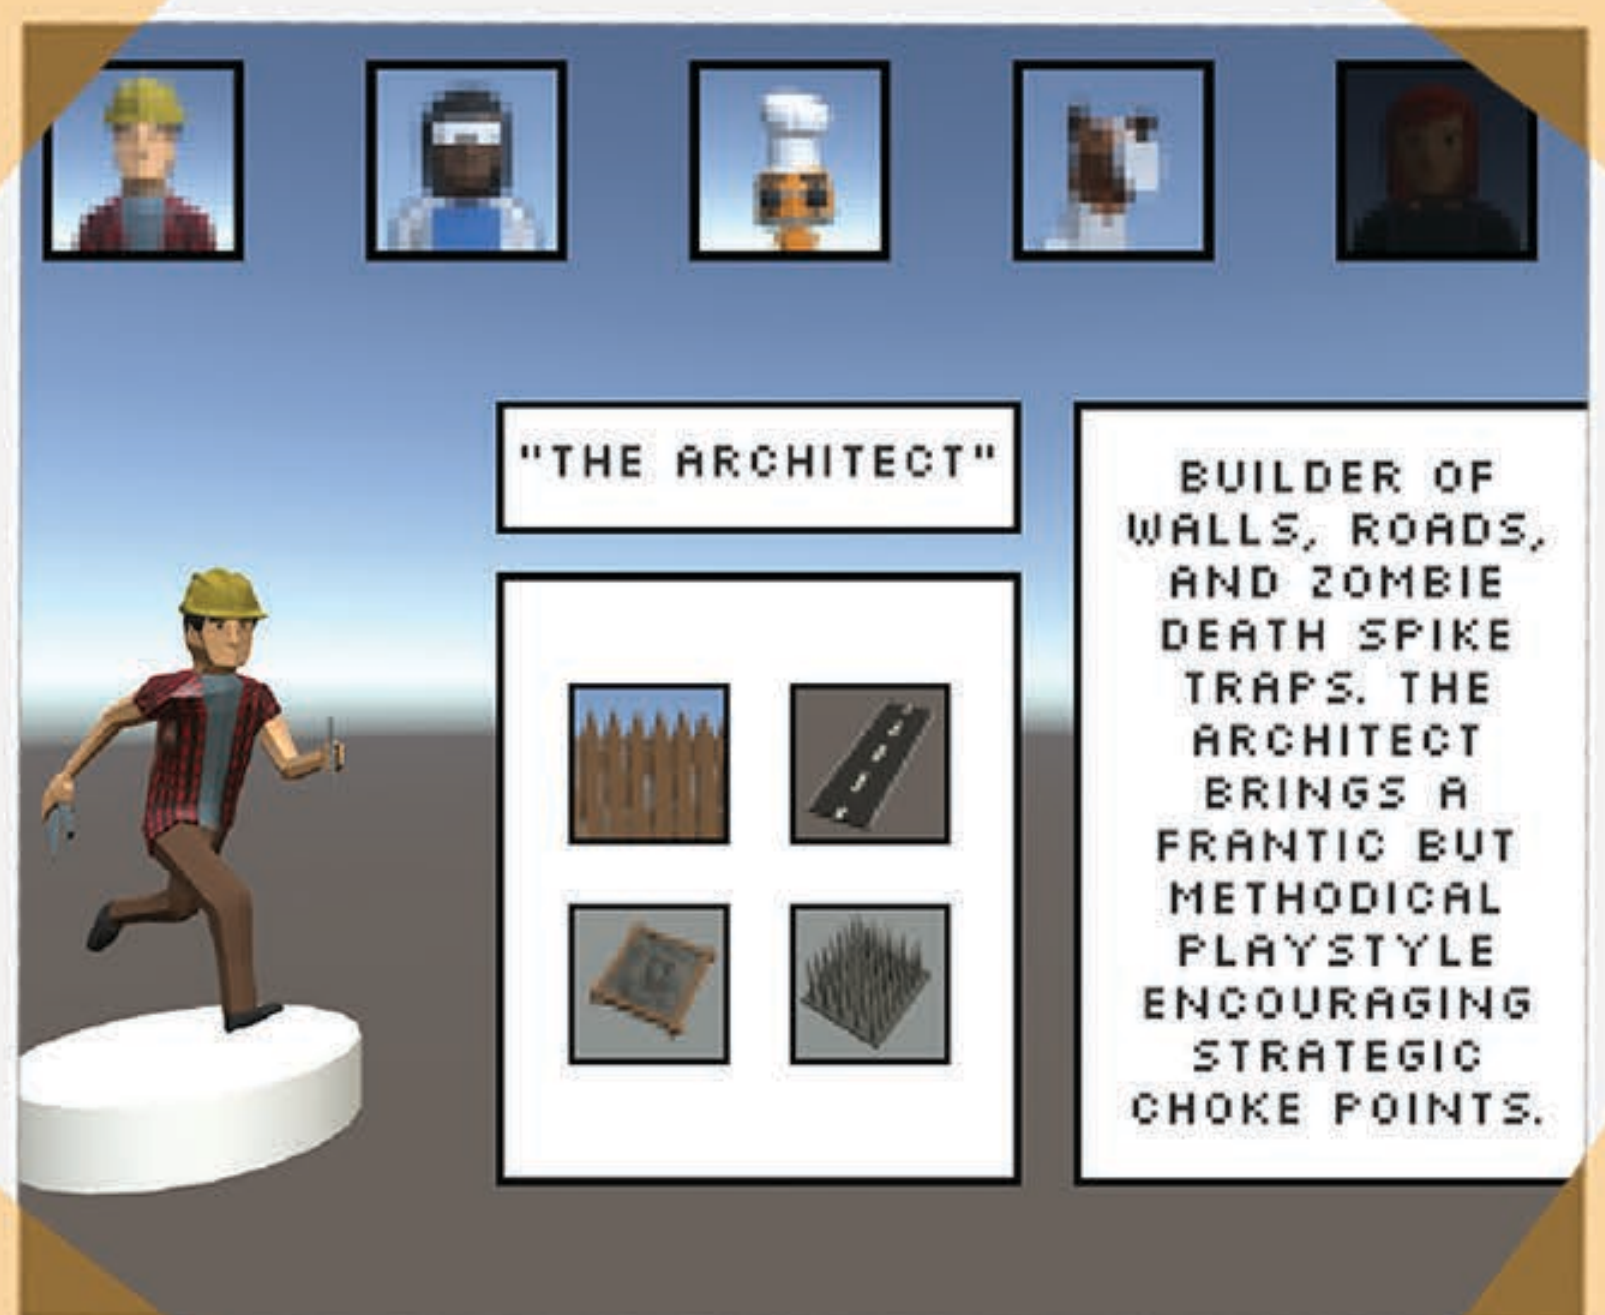 "THE ARCHITECT"
BUILDER OF
WALLS, ROADS,
AND ZOMBIE
DEATH SPIKE
TRAPS. THE
ARCHITECT
BRINGS A
FRANTIC BUT
METHODICAL
PLAYSTYLE
ENCOURAGING
STRATEGIC
CHOKE POINTS.